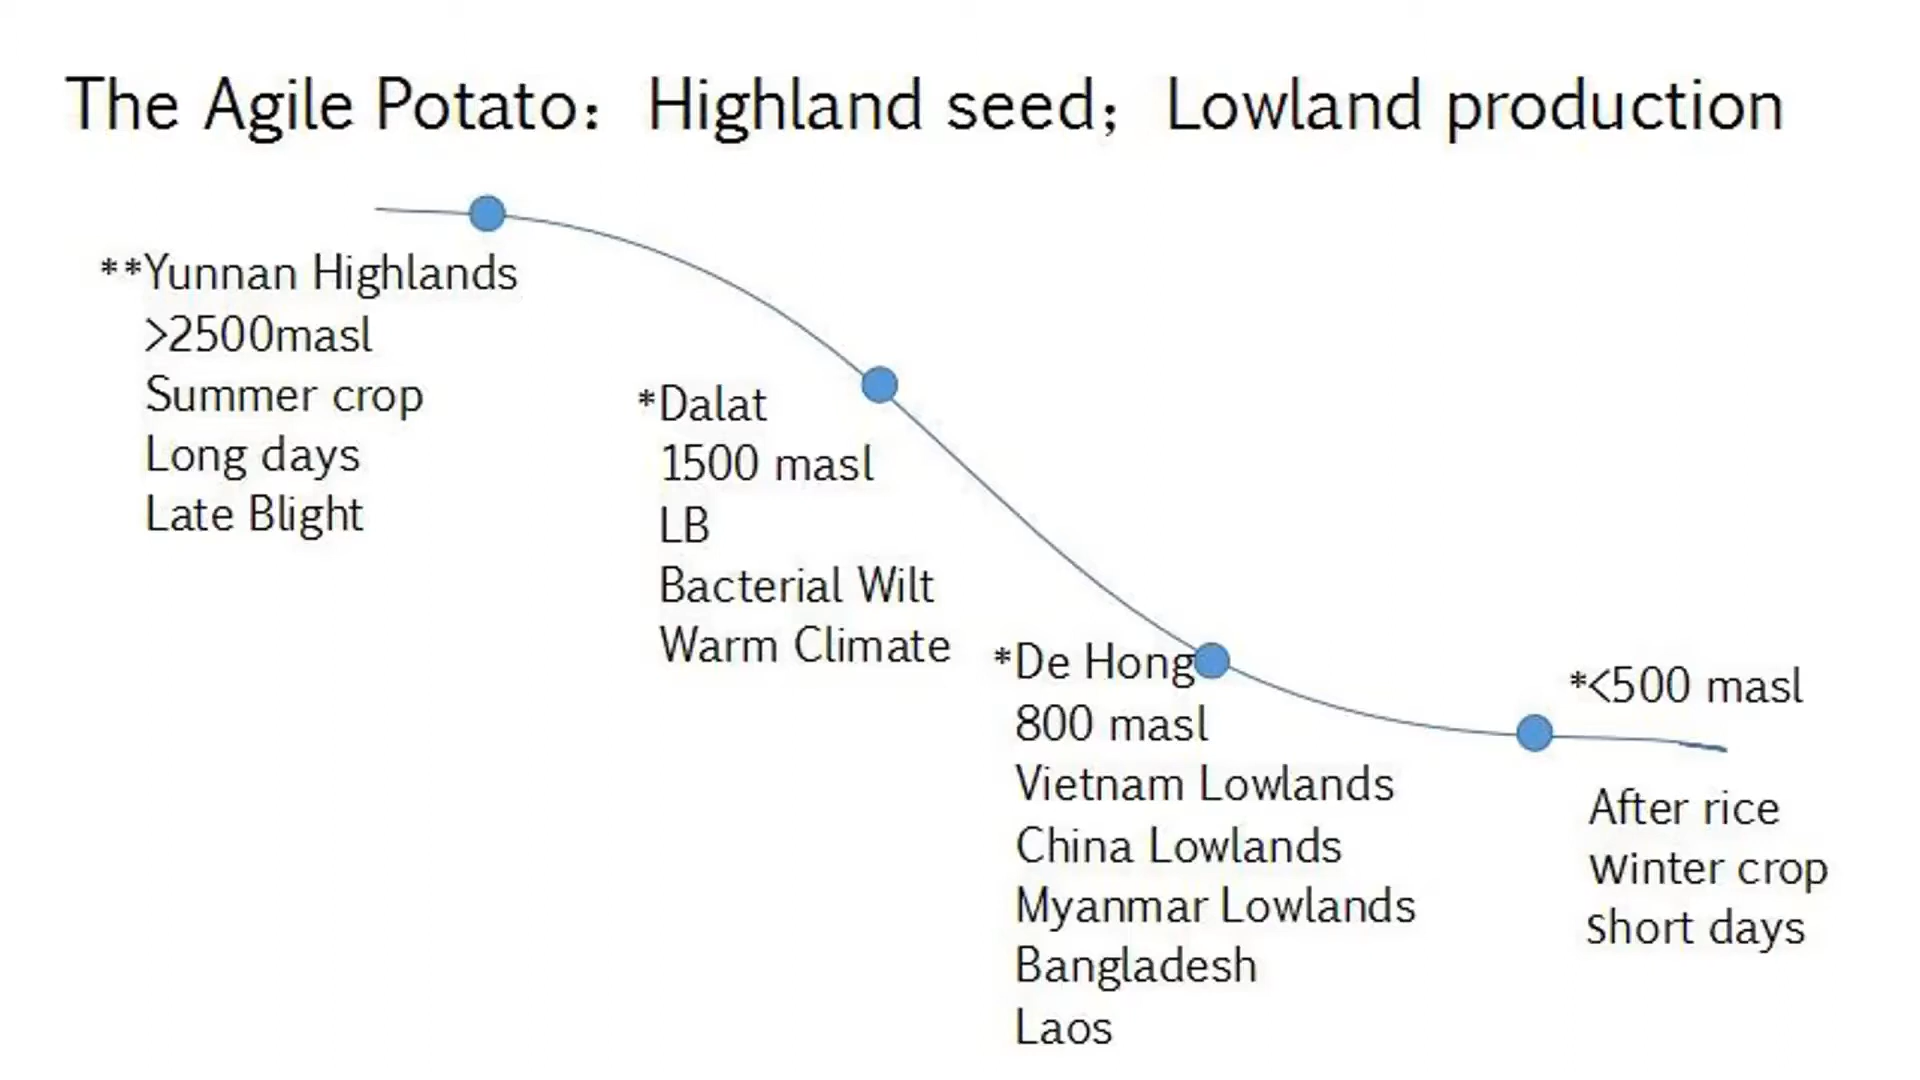 The Agile Potato：Highland seed；Lowland production
**Yunnan Highlands
>2500masl
Summer crop
Long days
Late Blight
*Dalat
1500 masl
LB
Bacterial Wilt
Warm Climate
*De Hong
800 masl
Vietnam Lowlands
China Lowlands
Myanmar Lowlands
Bangladesh
Laos
*<500 masl
After rice
Winter crop
Short days